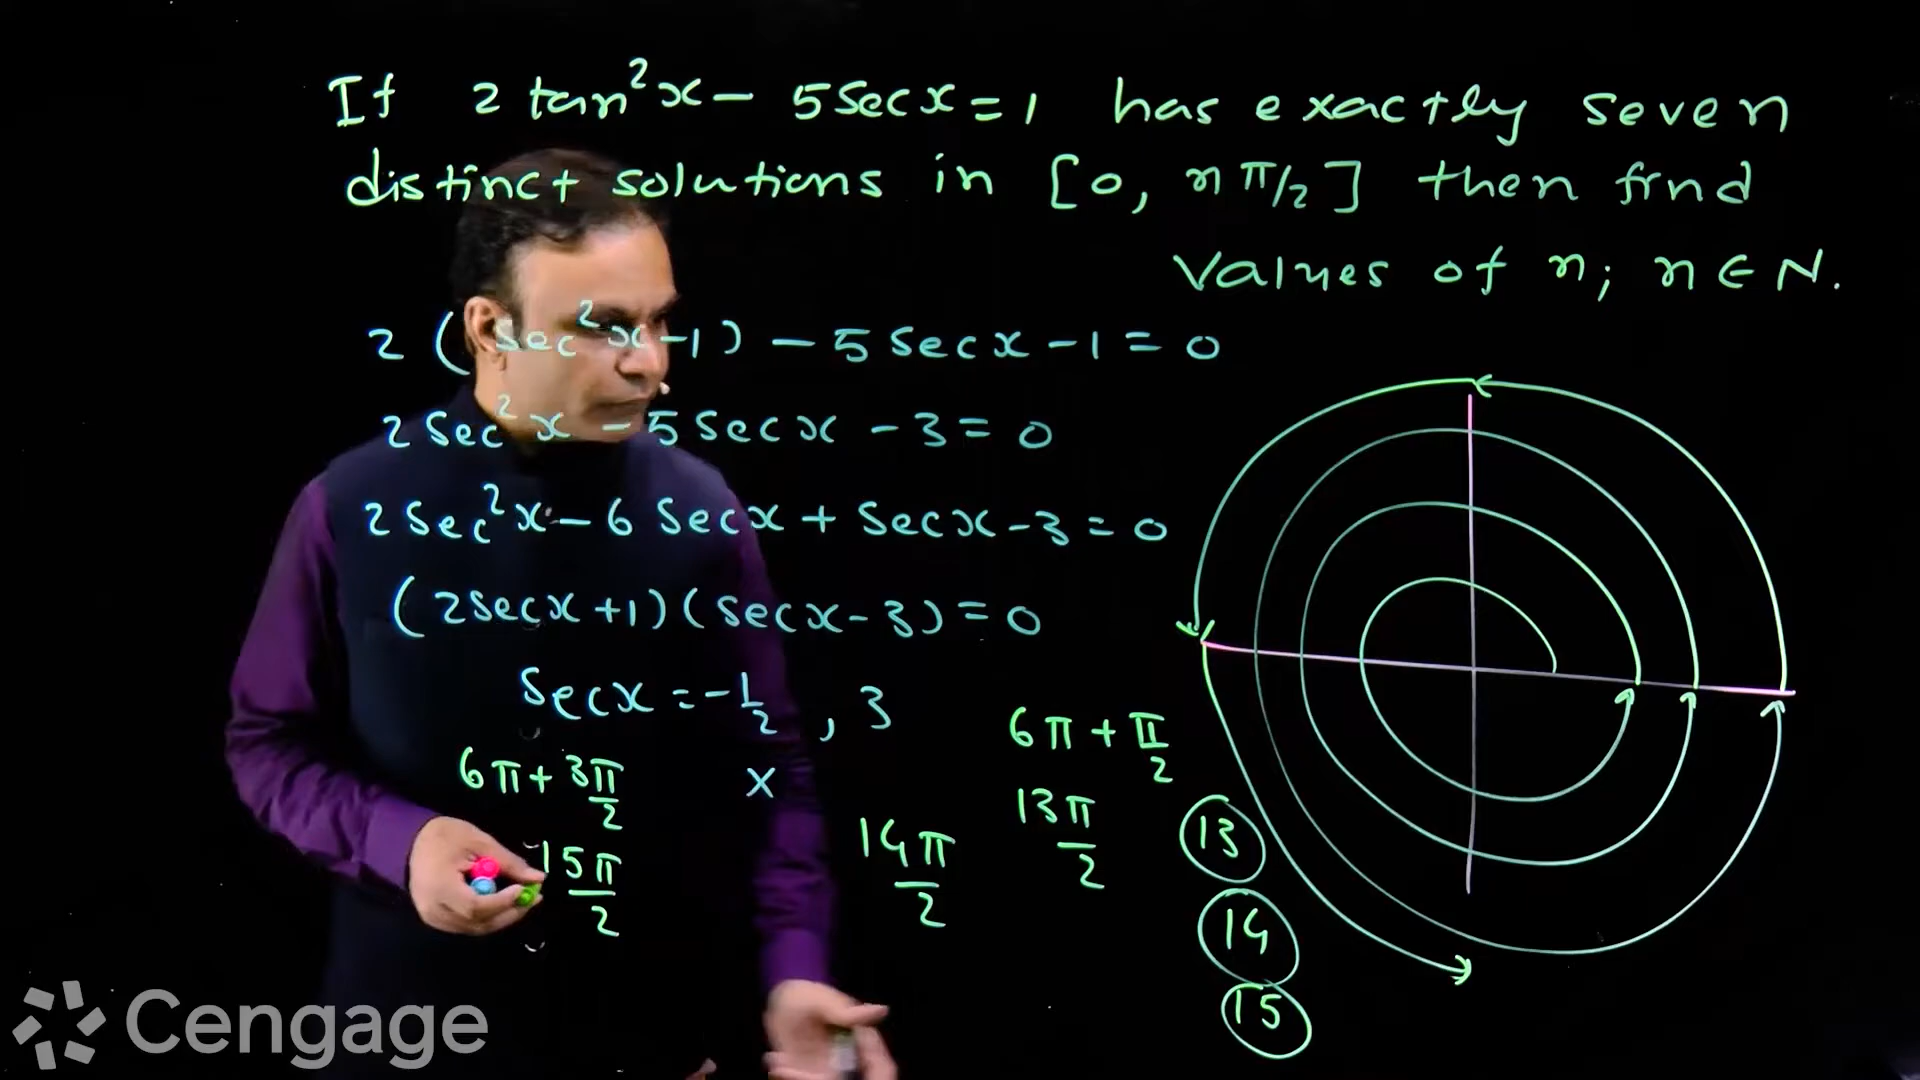 If 2 tan²x − 5 Sec x = 1 has exactly seven
distinct solutions in [0, nπ/2] then find
values of n; n ∈ N.
2 (Sec²x − 1) − 5 Sec x − 1 = 0
2 Sec²x − 5 Sec x − 3 = 0
2 Sec²x − 6 Sec x + Sec x − 3 = 0
(2 Sec x + 1) (Sec x − 3) = 0
Sec x = −1/2 , 3
x
6π + 3π/2
15π/2
14π/2
6π + π/2
13π/2
13
14
15
Cengage